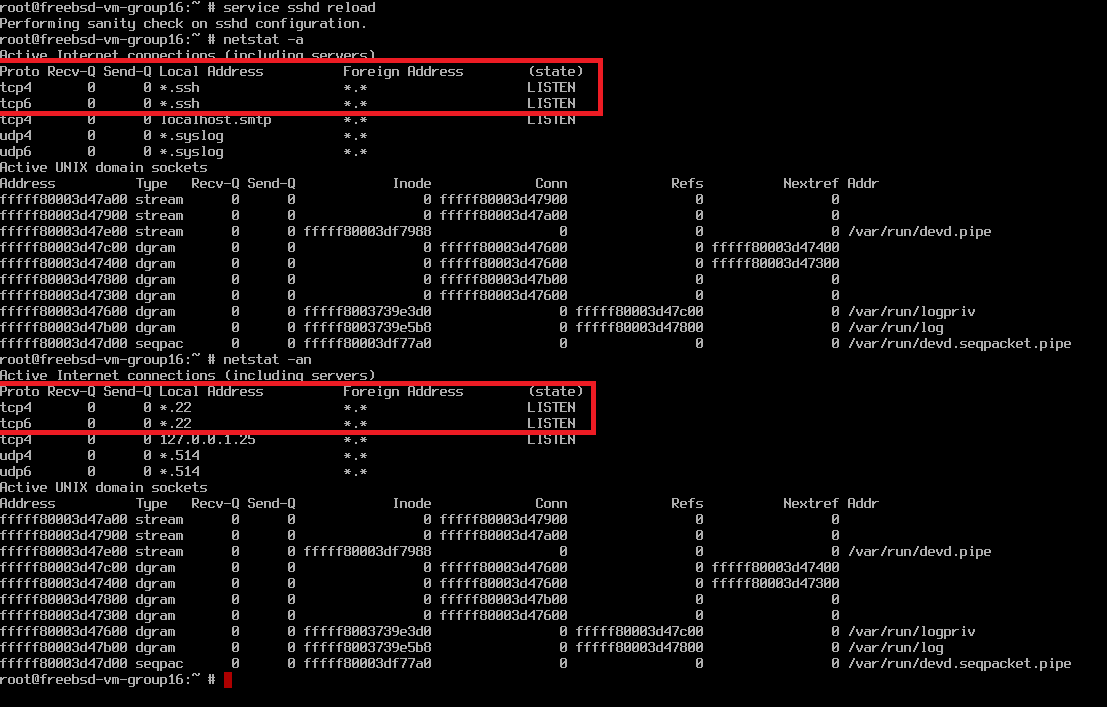 root@freebsd-vm-group16:~ # service sshd reload
Performing sanity check on sshd configuration.
root@freebsd-vm-group16:~ # netstat -a
Active Internet connections (including servers)
Proto Recv-Q Send-Q Local Address          Foreign Address        (state)
tcp4       0      0 *.ssh                  *.*                    LISTEN
tcp6       0      0 *.ssh                  *.*                    LISTEN
tcp4       0      0 localhost.smtp         *.*                    LISTEN
udp4       0      0 *.syslog               *.*
udp6       0      0 *.syslog               *.*
Active UNIX domain sockets
Address          Type   Recv-Q Send-Q            Inode             Conn             Refs          Nextref Addr
fffff80003d47a00 stream      0      0                0 fffff80003d47900                0                0
fffff80003d47900 stream      0      0                0 fffff80003d47a00                0                0
fffff80003d47e00 stream      0      0 fffff80003df7988                0                0                0 /var/run/devd.pipe
fffff80003d47c00 dgram       0      0                0 fffff80003d47600                0 fffff80003d47400
fffff80003d47400 dgram       0      0                0 fffff80003d47600                0 fffff80003d47300
fffff80003d47800 dgram       0      0                0 fffff80003d47b00                0                0
fffff80003d47300 dgram       0      0                0 fffff80003d47600                0                0
fffff80003d47600 dgram       0      0 fffff8003739e3d0                0 fffff80003d47c00                0 /var/run/logpriv
fffff80003d47b00 dgram       0      0 fffff8003739e5b8                0 fffff80003d47800                0 /var/run/log
fffff80003d47d00 seqpac      0      0 fffff80003df77a0                0                0                0 /var/run/devd.seqpacket.pipe
root@freebsd-vm-group16:~ # netstat -an
Active Internet connections (including servers)
Proto Recv-Q Send-Q Local Address          Foreign Address        (state)
tcp4       0      0 *.22                   *.*                    LISTEN
tcp6       0      0 *.22                   *.*                    LISTEN
tcp4       0      0 127.0.0.1.25           *.*                    LISTEN
udp4       0      0 *.514                  *.*
udp6       0      0 *.514                  *.*
Active UNIX domain sockets
Address          Type   Recv-Q Send-Q            Inode             Conn             Refs          Nextref Addr
fffff80003d47a00 stream      0      0                0 fffff80003d47900                0                0
fffff80003d47900 stream      0      0                0 fffff80003d47a00                0                0
fffff80003d47e00 stream      0      0 fffff80003df7988                0                0                0 /var/run/devd.pipe
fffff80003d47c00 dgram       0      0                0 fffff80003d47600                0 fffff80003d47400
fffff80003d47400 dgram       0      0                0 fffff80003d47600                0 fffff80003d47300
fffff80003d47800 dgram       0      0                0 fffff80003d47b00                0                0
fffff80003d47300 dgram       0      0                0 fffff80003d47600                0                0
fffff80003d47600 dgram       0      0 fffff8003739e3d0                0 fffff80003d47c00                0 /var/run/logpriv
fffff80003d47b00 dgram       0      0 fffff8003739e5b8                0 fffff80003d47800                0 /var/run/log
fffff80003d47d00 seqpac      0      0 fffff80003df77a0                0                0                0 /var/run/devd.seqpacket.pipe
root@freebsd-vm-group16:~ #